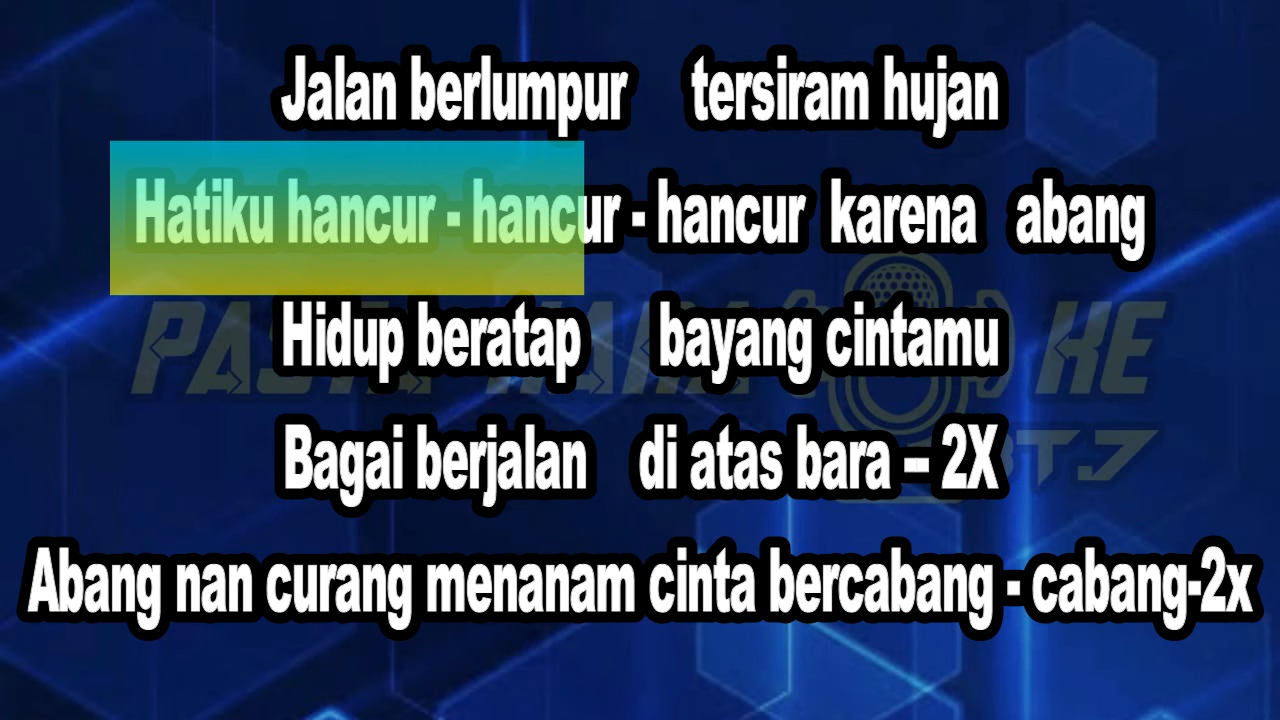 Jalan berlumpur tersiram hujan
Hatiku hancur - hancur - hancur karena abang
Hidup beratap bayang cintamu
Bagai berjalan di atas bara -- 2X
Abang nan curang menanam cinta bercabang - cabang-2x